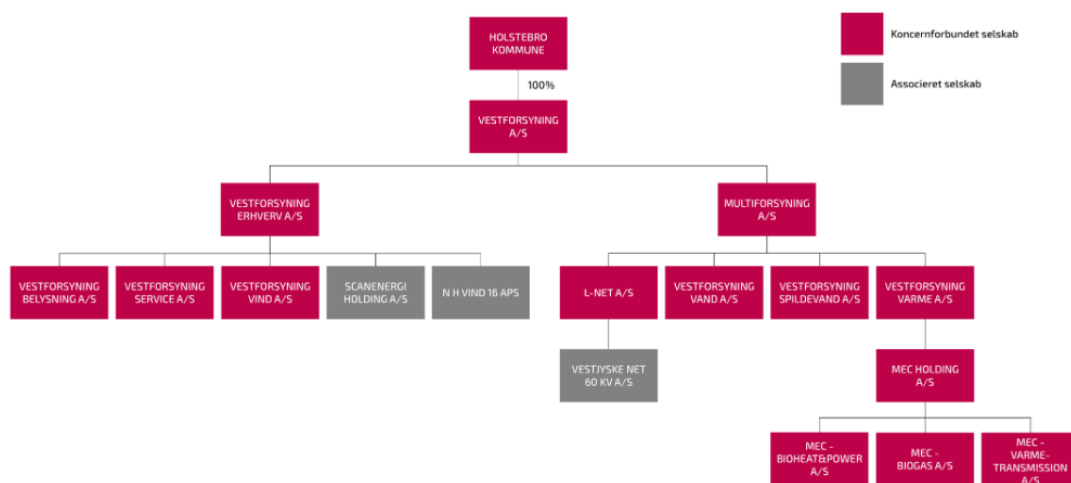 HOLSTEBRO
KOMMUNE
Koncernforbundet selskab
Associeret selskab
100%
VESTFORSYNING
A/S
VESTFORSYNING
ERHVERV A/S
MULTIFORSYNING
A/S
VESTFORSYNING
BELYSNING A/S
VESTFORSYNING
SERVICE A/S
VESTFORSYNING
VIND A/S
SCANENERGI
HOLDING A/S
N H VIND 16 APS
L-NET A/S
VESTFORSYNING
VAND A/S
VESTFORSYNING
SPILDEVAND A/S
VESTFORSYNING
VARME A/S
VESTJYSKE NET
60 KV A/S
MEC HOLDING
A/S
MEC -
BIOHEAT&POWER
A/S
MEC -
BIOGAS A/S
MEC -
VARME-
TRANSMISSION
A/S